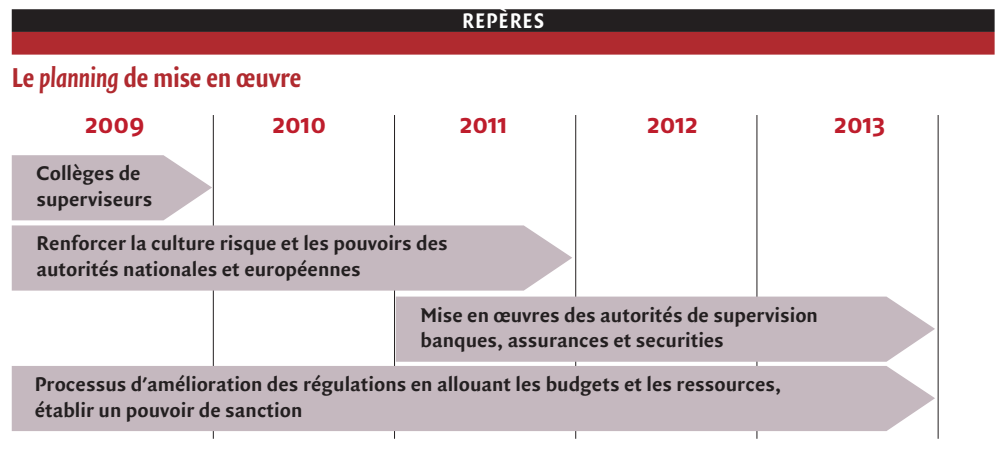 REPÈRES
Le planning de mise en œuvre
2009 2010 2011 2012 2013
Collèges de
superviseurs
Renforcer la culture risque et les pouvoirs des
autorités nationales et européennes
Mise en œuvres des autorités de supervision
banques, assurances et securities
Processus d’amélioration des régulations en allouant les budgets et les ressources,
établir un pouvoir de sanction